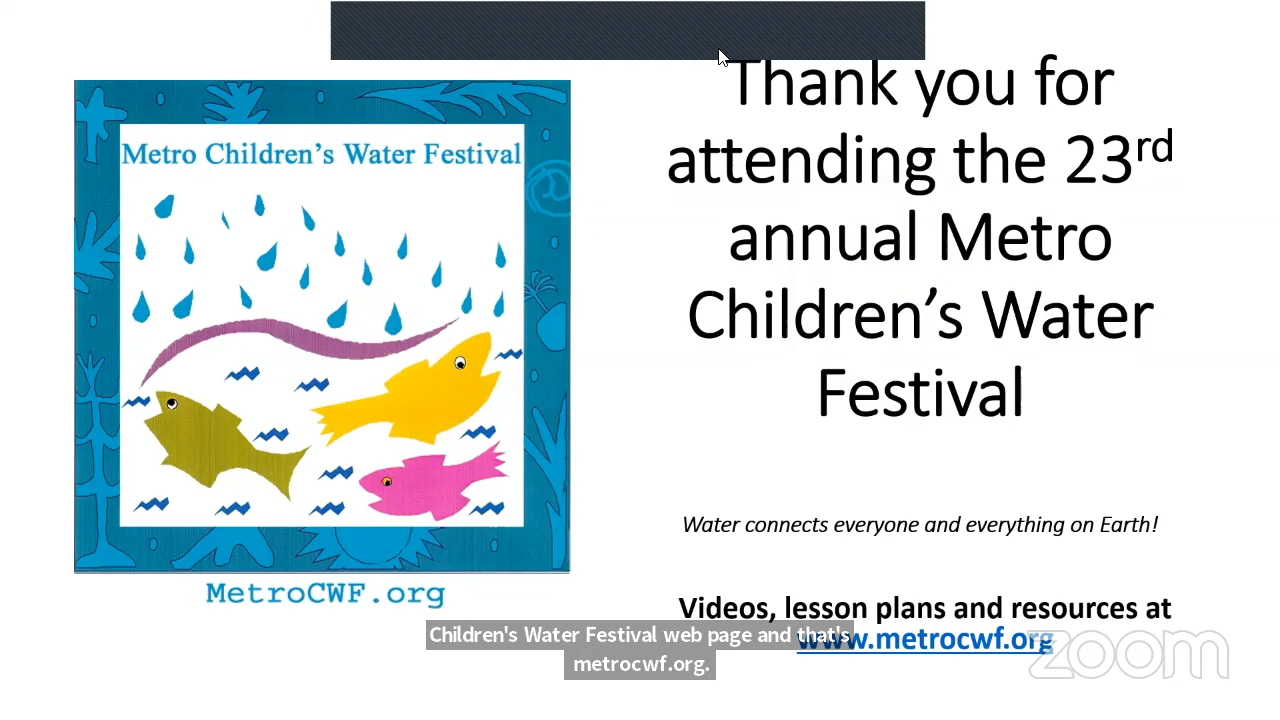 Metro Children's Water Festival
MetroCWF.org
Thank you for
attending the 23rd
annual Metro
Children's Water
Festival
Water connects everyone and everything on Earth!
Videos, lesson plans and resources at
www.metrocwf.org
Children's Water Festival web page and that's
metrocwf.org.
zoom